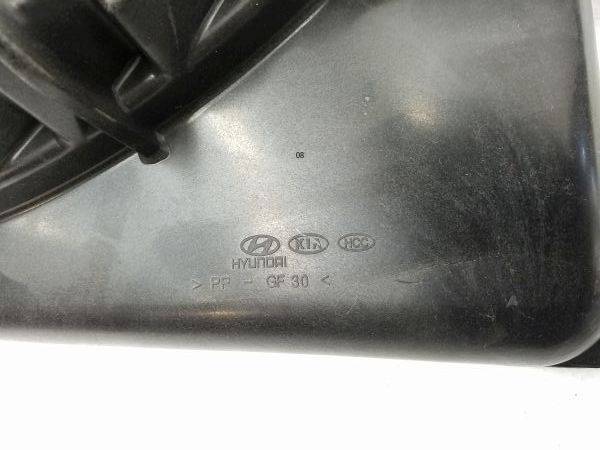 08
KIA HCC
HYUNDAI
> PP - GF 30 <